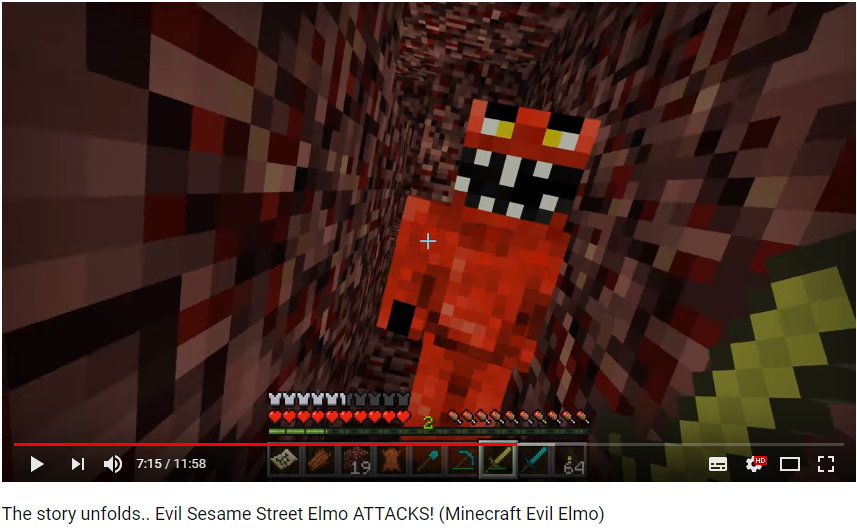 2
19
64
7:15 / 11:58
HD
The story unfolds.. Evil Sesame Street Elmo ATTACKS! (Minecraft Evil Elmo)